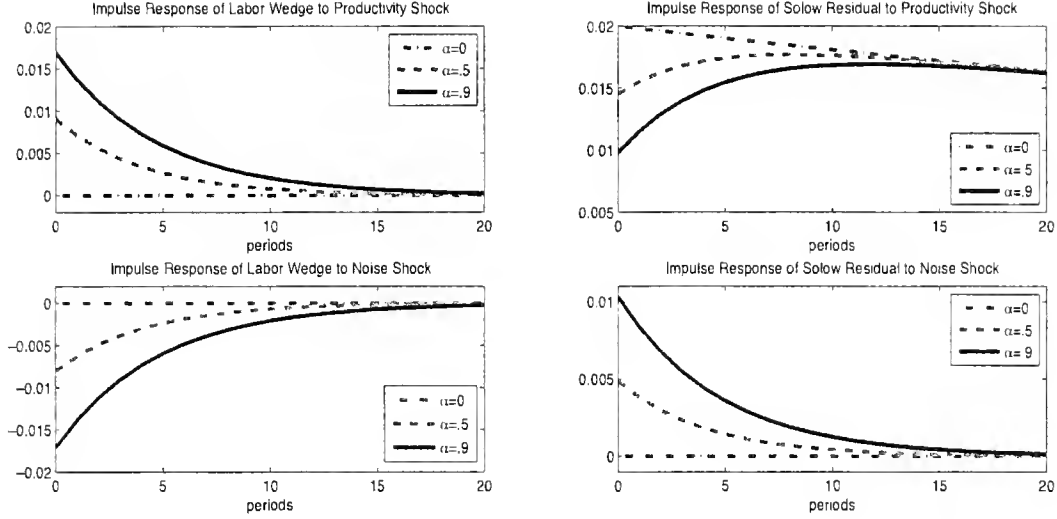 Impulse Response of Labor Wedge to Productivity Shock
0.02
0.015
0.01
0.005
0
α=0
α=.5
α=.9
0
5
10
15
20
periods
Impulse Response of Solow Residual to Productivity Shock
0.02
0.015
0.01
0.005
α=0
α=.5
α=.9
0
5
10
15
20
periods
Impulse Response of Labor Wedge to Noise Shock
0
−0.005
−0.01
−0.015
−0.02
α=0
α=.5
α=.9
0
5
10
15
20
periods
Impulse Response of Solow Residual to Noise Shock
0.01
0.005
0
α=0
α=.5
α=.9
0
5
10
15
20
periods